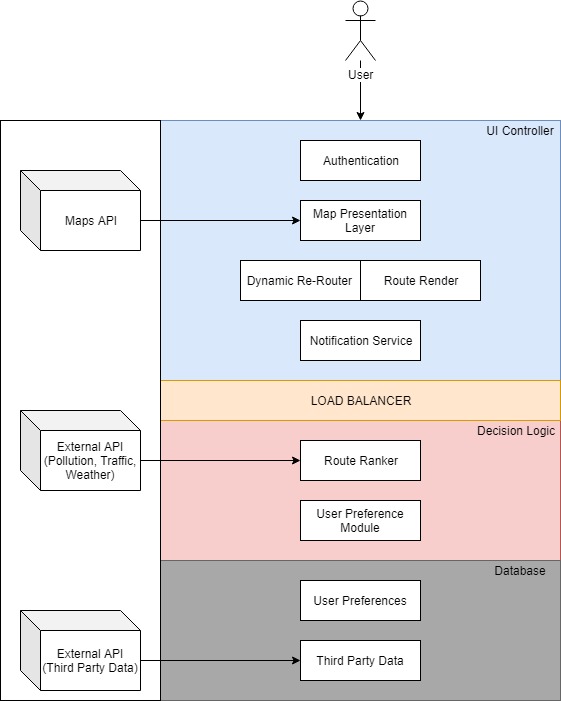 User
UI Controller
Authentication
Maps API
Map Presentation
Layer
Dynamic Re-Router
Route Render
Notification Service
LOAD BALANCER
Decision Logic
External API
(Pollution, Traffic,
Weather)
Route Ranker
User Preference
Module
Database
User Preferences
External API
(Third Party Data)
Third Party Data